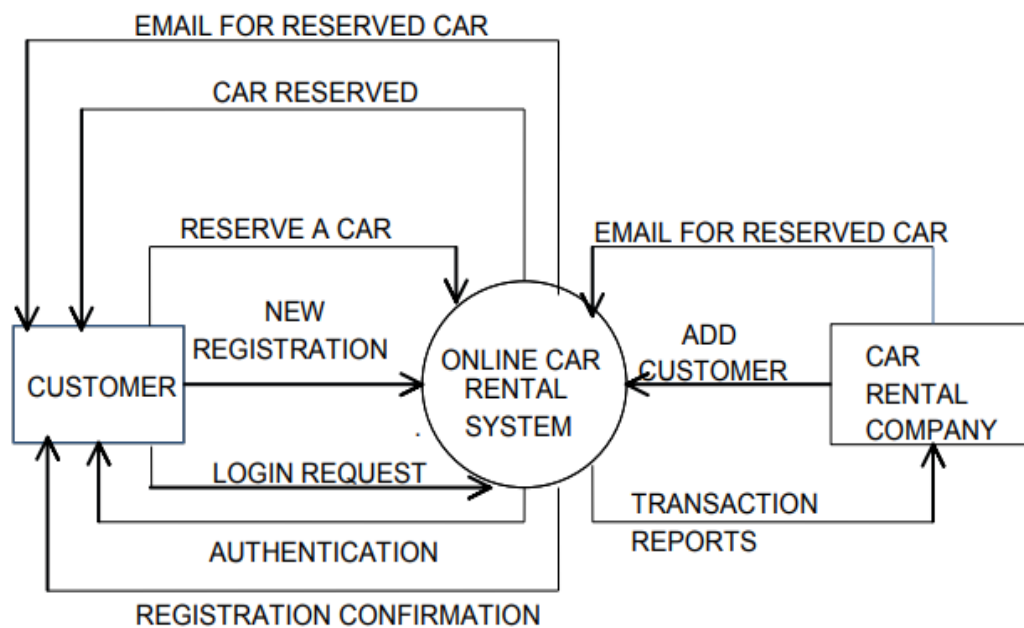 EMAIL FOR RESERVED CAR
CAR RESERVED
RESERVE A CAR
EMAIL FOR RESERVED CAR
NEW
REGISTRATION
ADD
CUSTOMER
CUSTOMER
ONLINE CAR
RENTAL
SYSTEM
CAR
RENTAL
COMPANY
LOGIN REQUEST
TRANSACTION
REPORTS
AUTHENTICATION
REGISTRATION CONFIRMATION